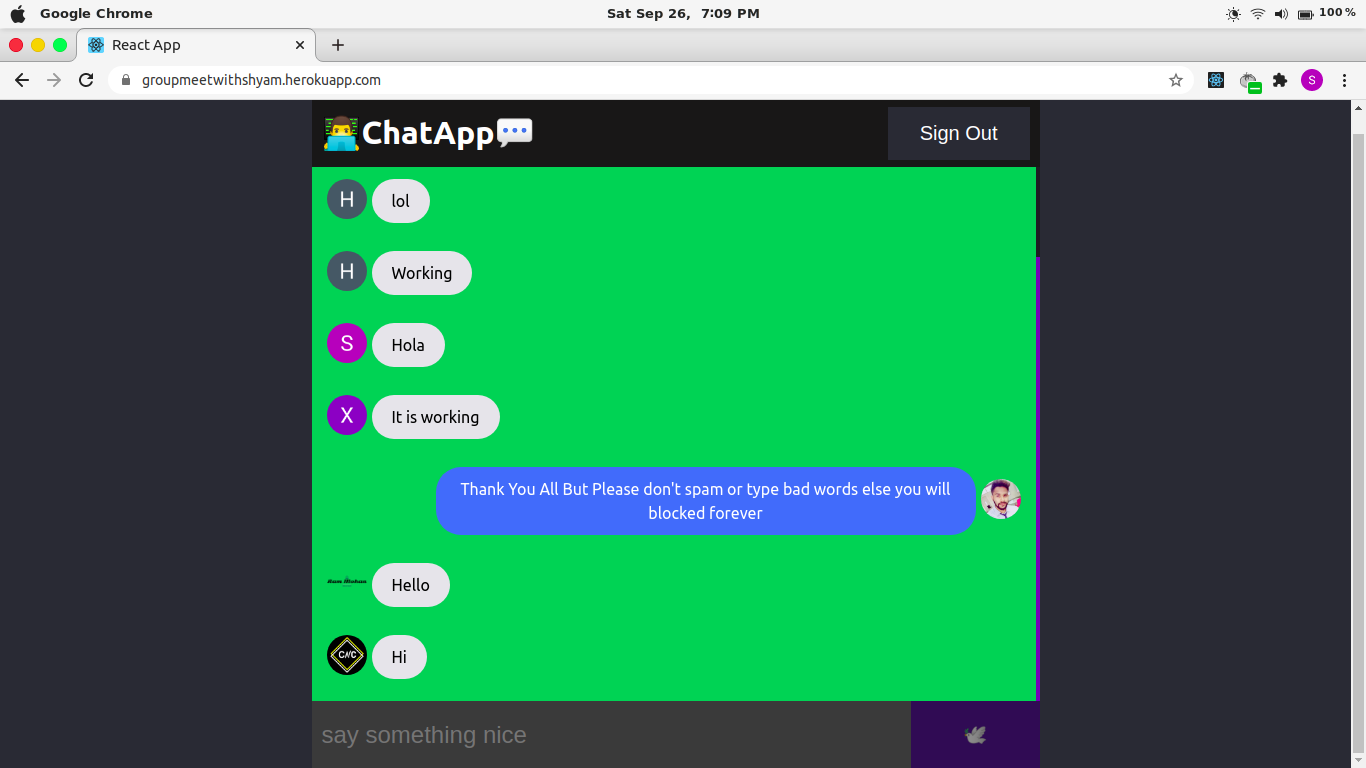 Google Chrome
Sat Sep 26, 7:09 PM
100 %
React App
groupmeetwithshyam.herokuapp.com
S
ChatApp
Sign Out
H
lol
H
Working
S
Hola
X
It is working
Thank You All But Please don't spam or type bad words else you will
blocked forever
Hello
Hi
say something nice